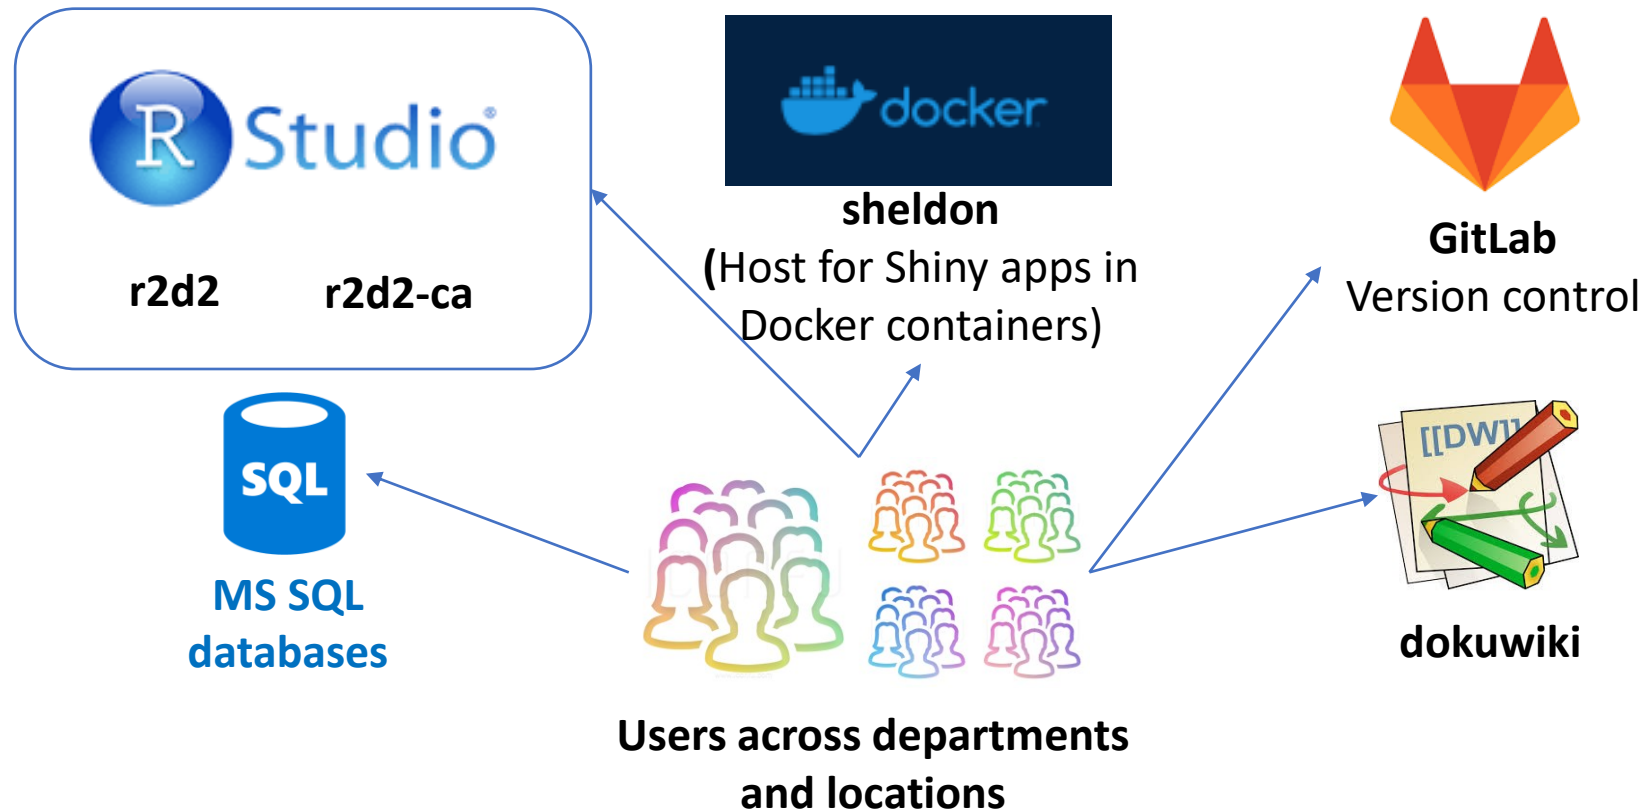 R Studio®
r2d2
r2d2-ca
docker
sheldon
(Host for Shiny apps in
Docker containers)
GitLab
Version control
SQL
MS SQL
databases
[[DW]]
dokuwiki
Users across departments
and locations